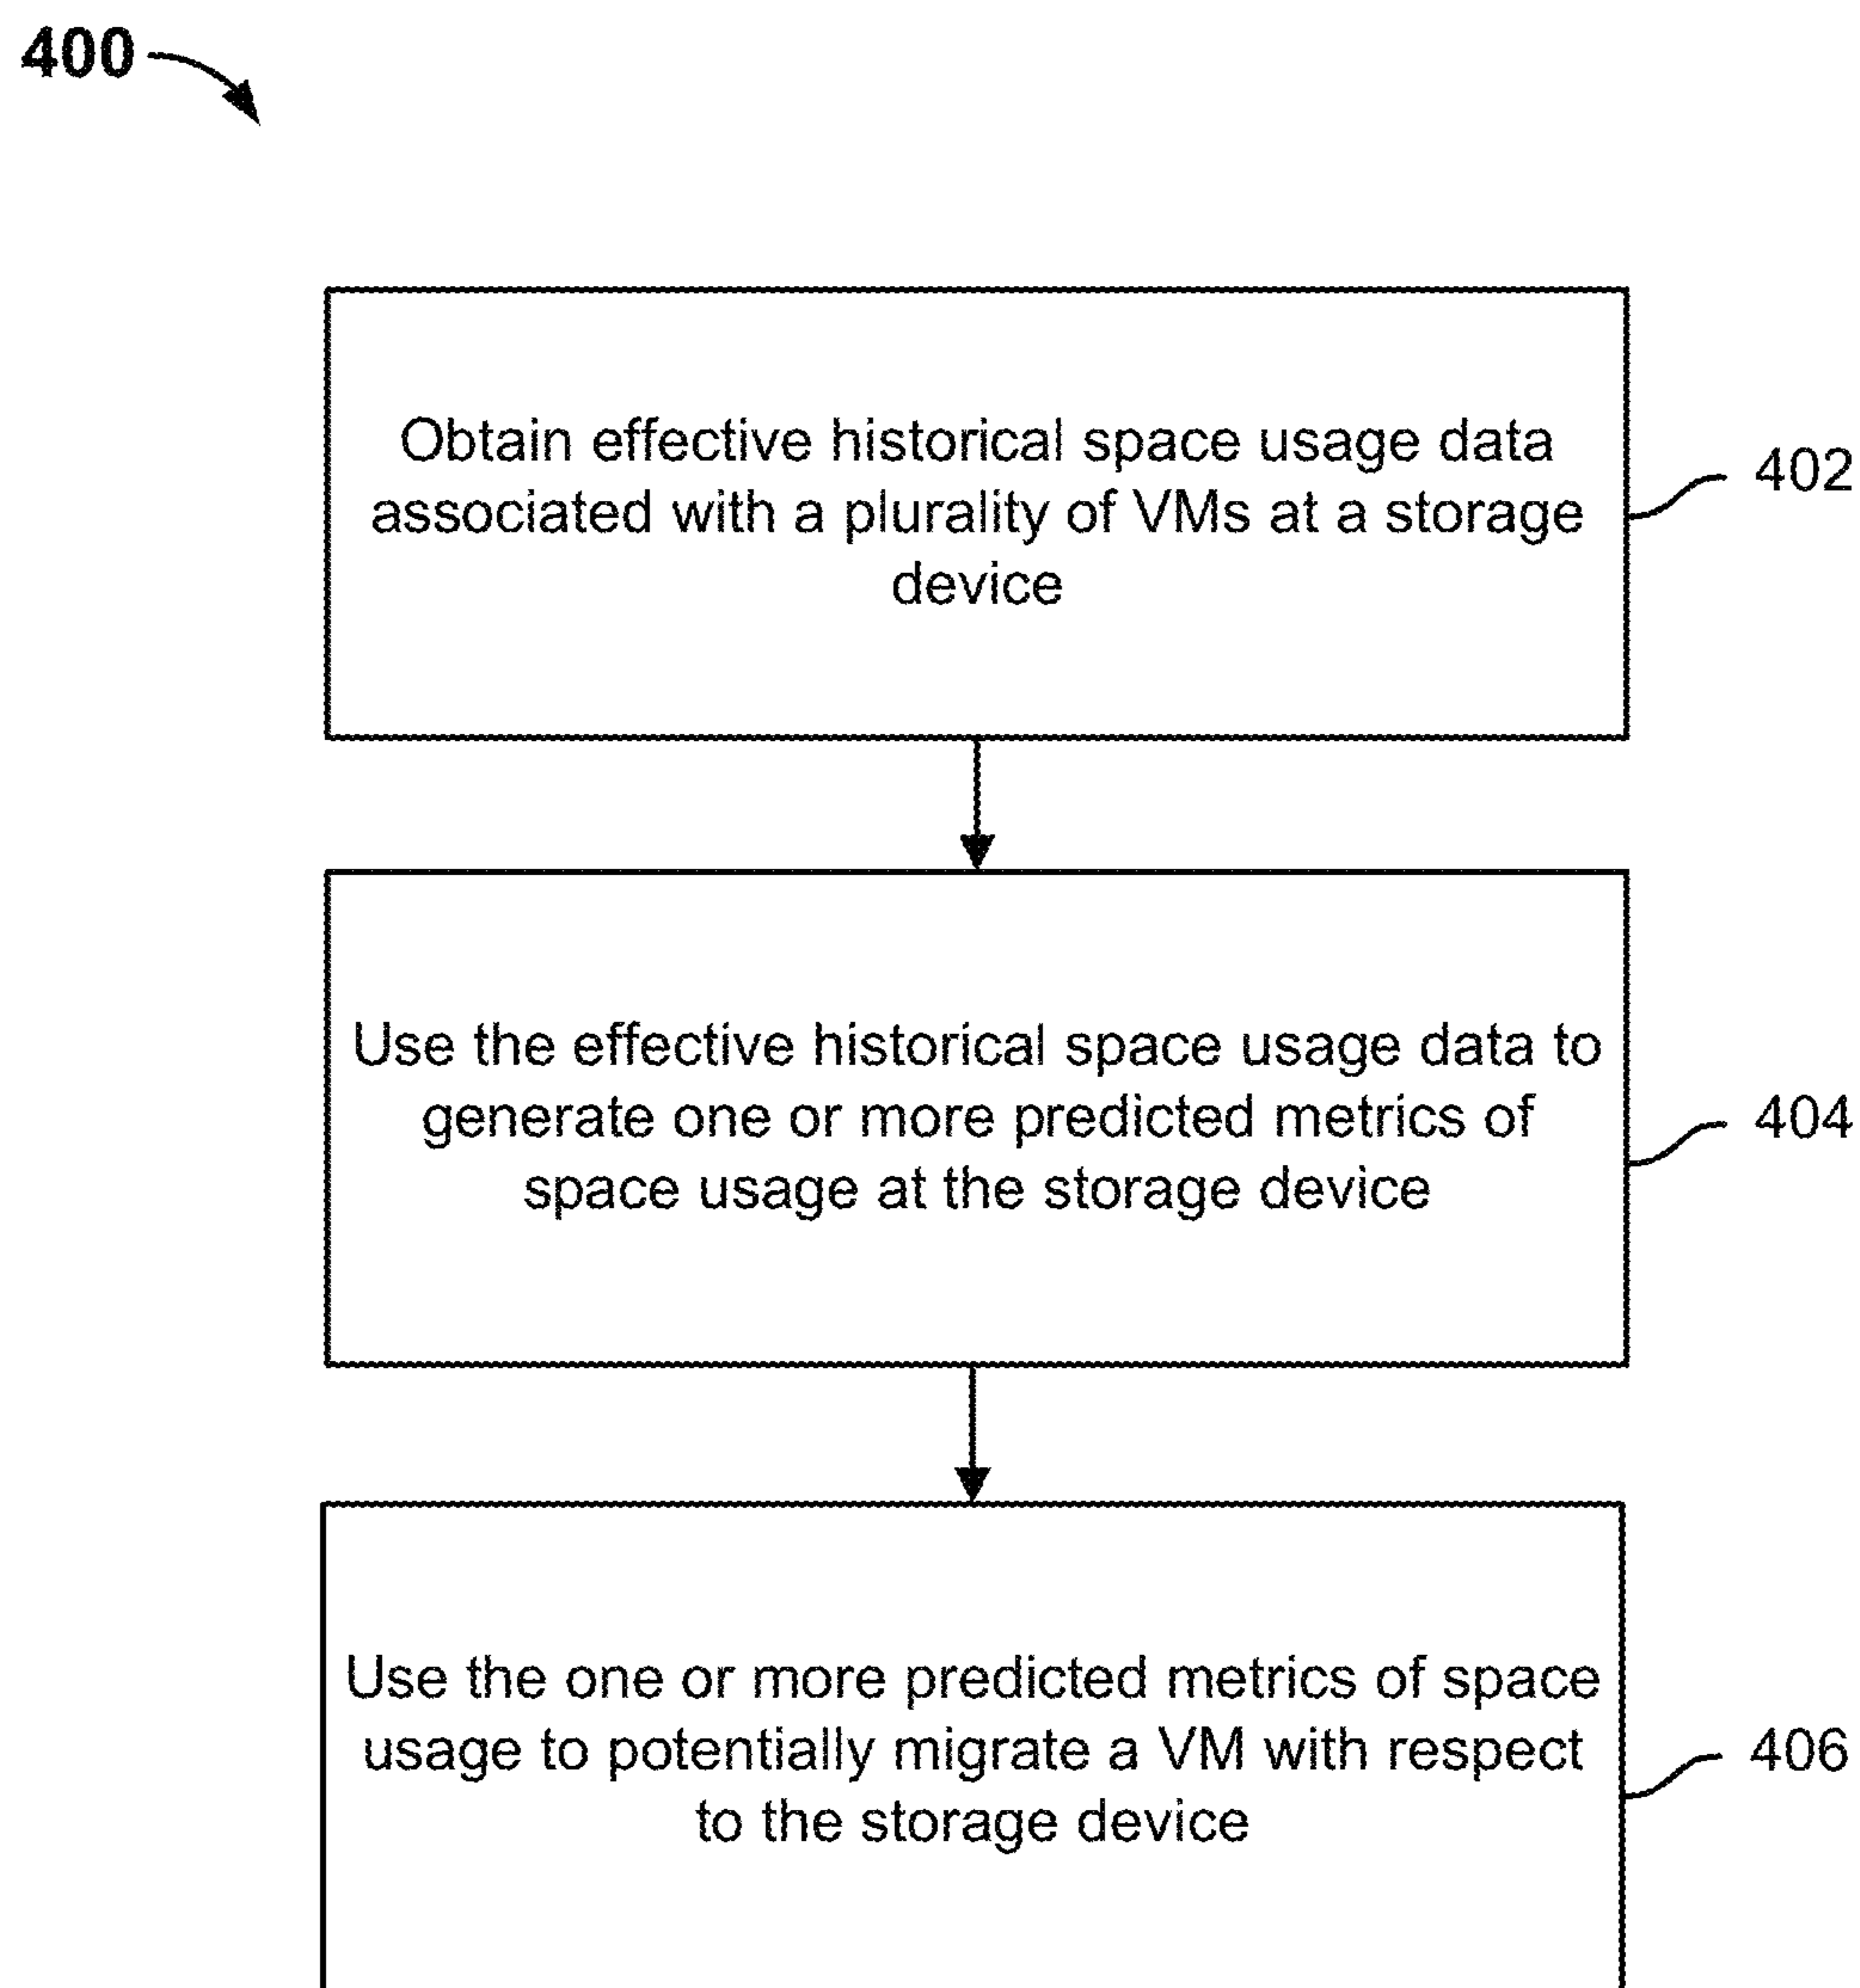 400
Obtain effective historical space usage data
associated with a plurality of VMs at a storage
device
402
Use the effective historical space usage data to
generate one or more predicted metrics of
space usage at the storage device
404
Use the one or more predicted metrics of space
usage to potentially migrate a VM with respect
to the storage device
406